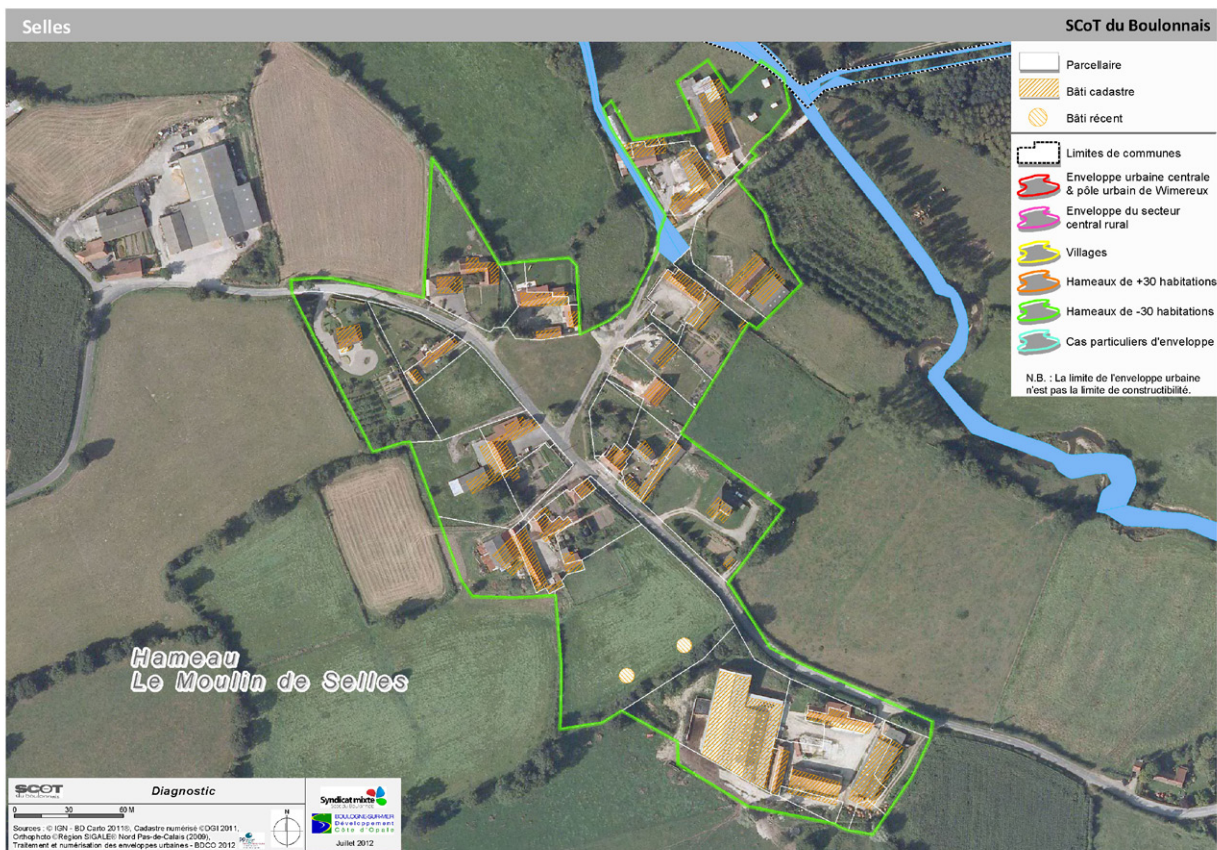 Selles
SCoT du Boulonnais
Parcellaire
Bâti cadastre
Bâti récent
Limites de communes
Enveloppe urbaine centrale
& pôle urbain de Wimereux
Enveloppe du secteur
central rural
Villages
Hameaux de +30 habitations
Hameaux de -30 habitations
Cas particuliers d'enveloppe
N.B. : La limite de l'enveloppe urbaine
n'est pas la limite de constructibilité.
Hameau
Le Moulin de Selles
SCOT
du boulonnais
Diagnostic
0 30 60 M
Sources : © IGN - BD Carto 2011®, Cadastre numérisé ©DGI 2011,
Orthophoto ©Région SIGALE® Nord Pas-de-Calais (2009),
Traitement et numérisation des enveloppes urbaines - BDCO 2012
N
Syndicat mixte
BOULOGNE-SUR-MER
Développement
Côte d'Opale
Juillet 2012